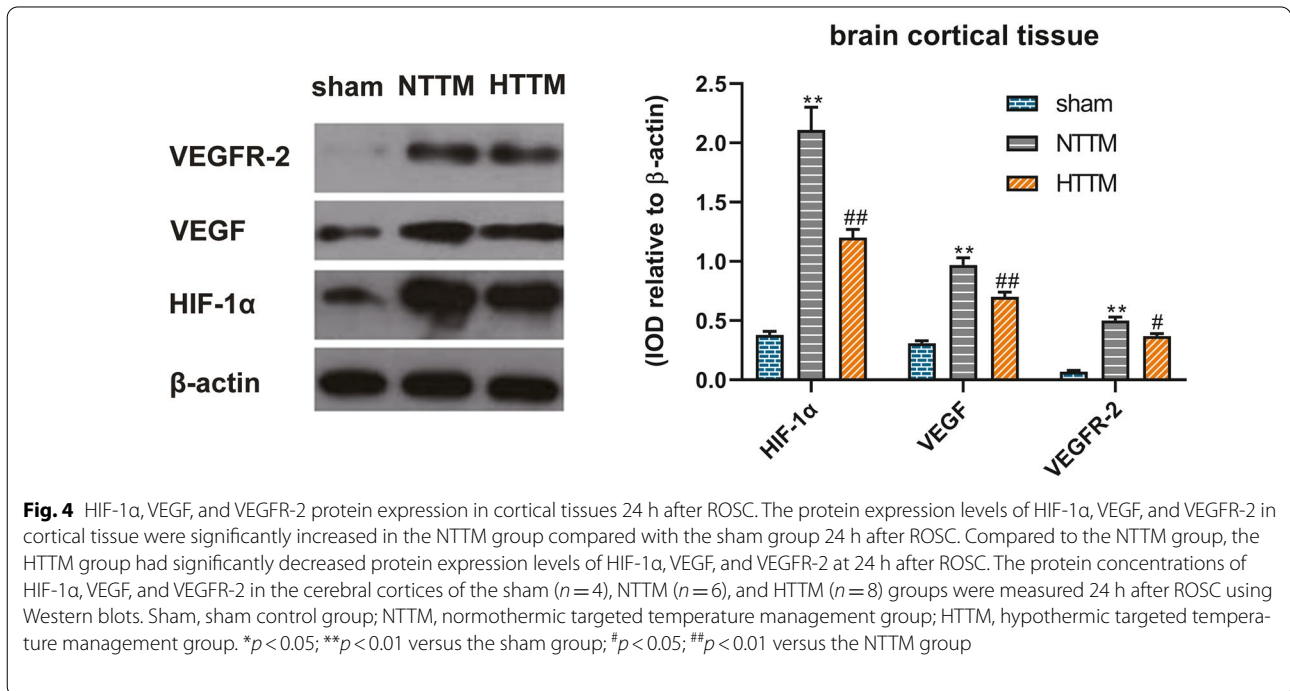 sham NTTM HTTM
VEGFR-2
VEGF
HIF-1α
β-actin
brain cortical tissue
(IOD relative to β-actin)
2.5
2.0
1.5
1.0
0.5
0.0
sham
NTTM
HTTM
**
##
**
##
**
#
HIF-1α
VEGF
VEGFR-2
Fig. 4 HIF-1α, VEGF, and VEGFR-2 protein expression in cortical tissues 24 h after ROSC. The protein expression levels of HIF-1α, VEGF, and VEGFR-2 in
cortical tissue were significantly increased in the NTTM group compared with the sham group 24 h after ROSC. Compared to the NTTM group, the
HTTM group had significantly decreased protein expression levels of HIF-1α, VEGF, and VEGFR-2 at 24 h after ROSC. The protein concentrations of
HIF-1α, VEGF, and VEGFR-2 in the cerebral cortices of the sham (n = 4), NTTM (n = 6), and HTTM (n = 8) groups were measured 24 h after ROSC using
Western blots. Sham, sham control group; NTTM, normothermic targeted temperature management group; HTTM, hypothermic targeted tempera-
ture management group. *p < 0.05; **p < 0.01 versus the sham group; #p < 0.05; ##p < 0.01 versus the NTTM group